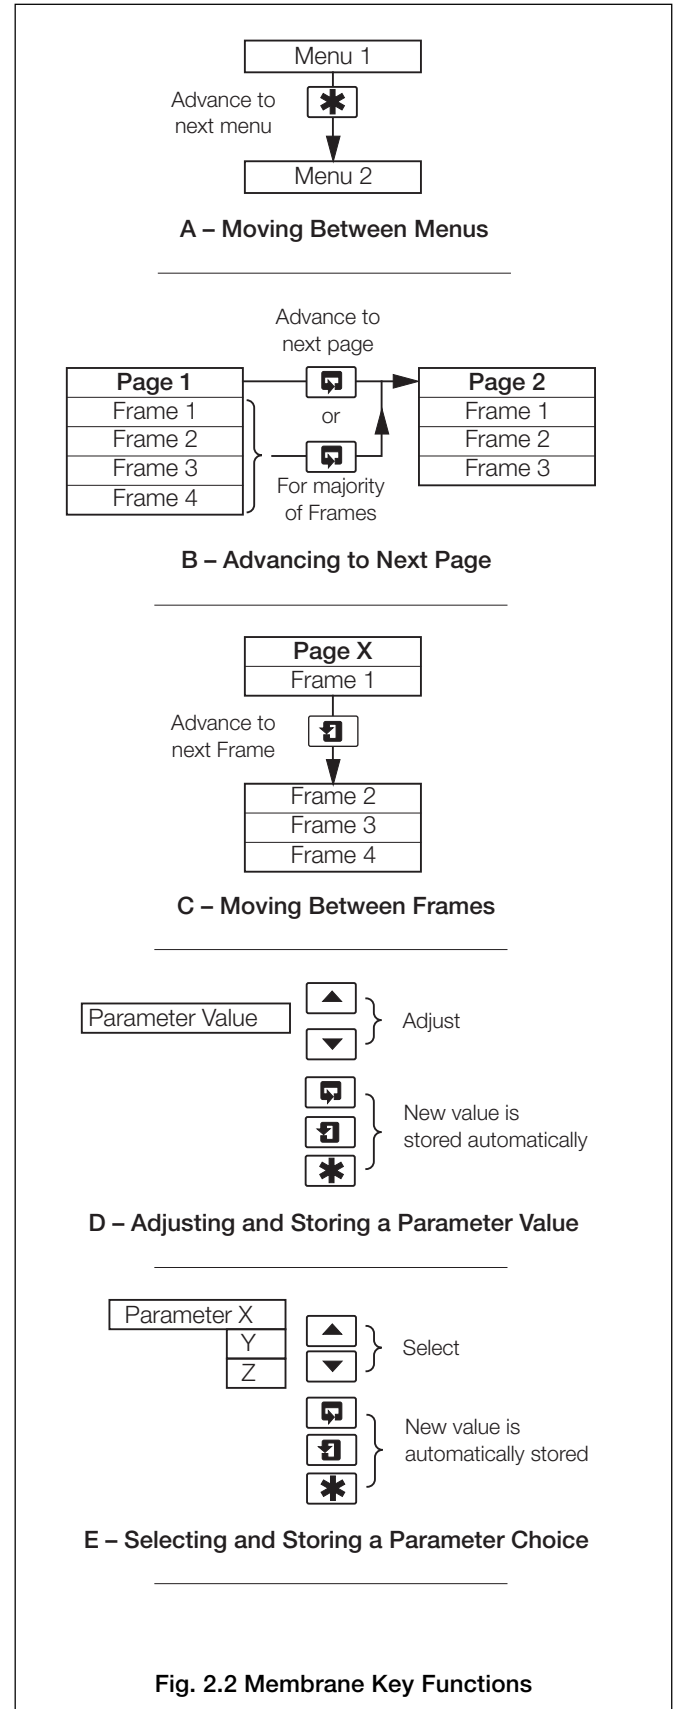 Menu 1
Advance to
next menu
Menu 2
A – Moving Between Menus
Advance to
next page
Page 1
Frame 1
Frame 2
Frame 3
Frame 4
or
For majority
of Frames
Page 2
Frame 1
Frame 2
Frame 3
B – Advancing to Next Page
Page X
Frame 1
Advance to
next Frame
Frame 2
Frame 3
Frame 4
C – Moving Between Frames
Parameter Value
Adjust
New value is
stored automatically
D – Adjusting and Storing a Parameter Value
Parameter X
Y
Z
Select
New value is
automatically stored
E – Selecting and Storing a Parameter Choice
Fig. 2.2 Membrane Key Functions